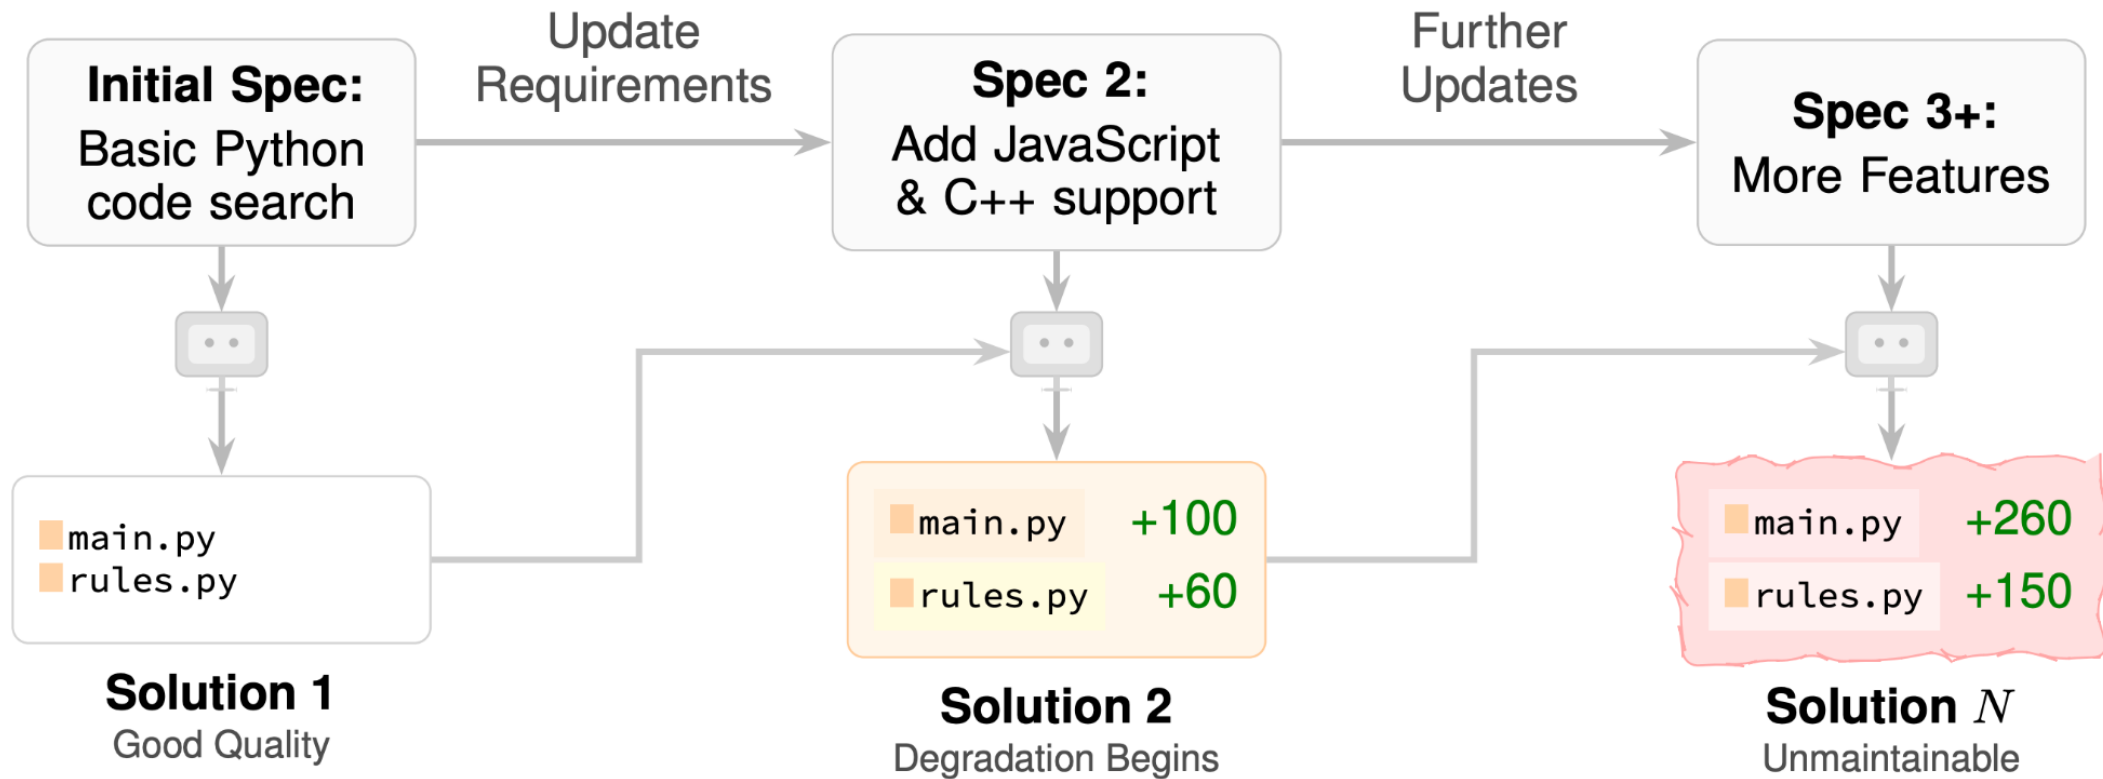 Initial Spec:
Basic Python
code search
Update
Requirements
Spec 2:
Add JavaScript
& C++ support
Further
Updates
Spec 3+:
More Features
main.py
rules.py
Solution 1
Good Quality
main.py +100
rules.py +60
Solution 2
Degradation Begins
main.py +260
rules.py +150
Solution N
Unmaintainable